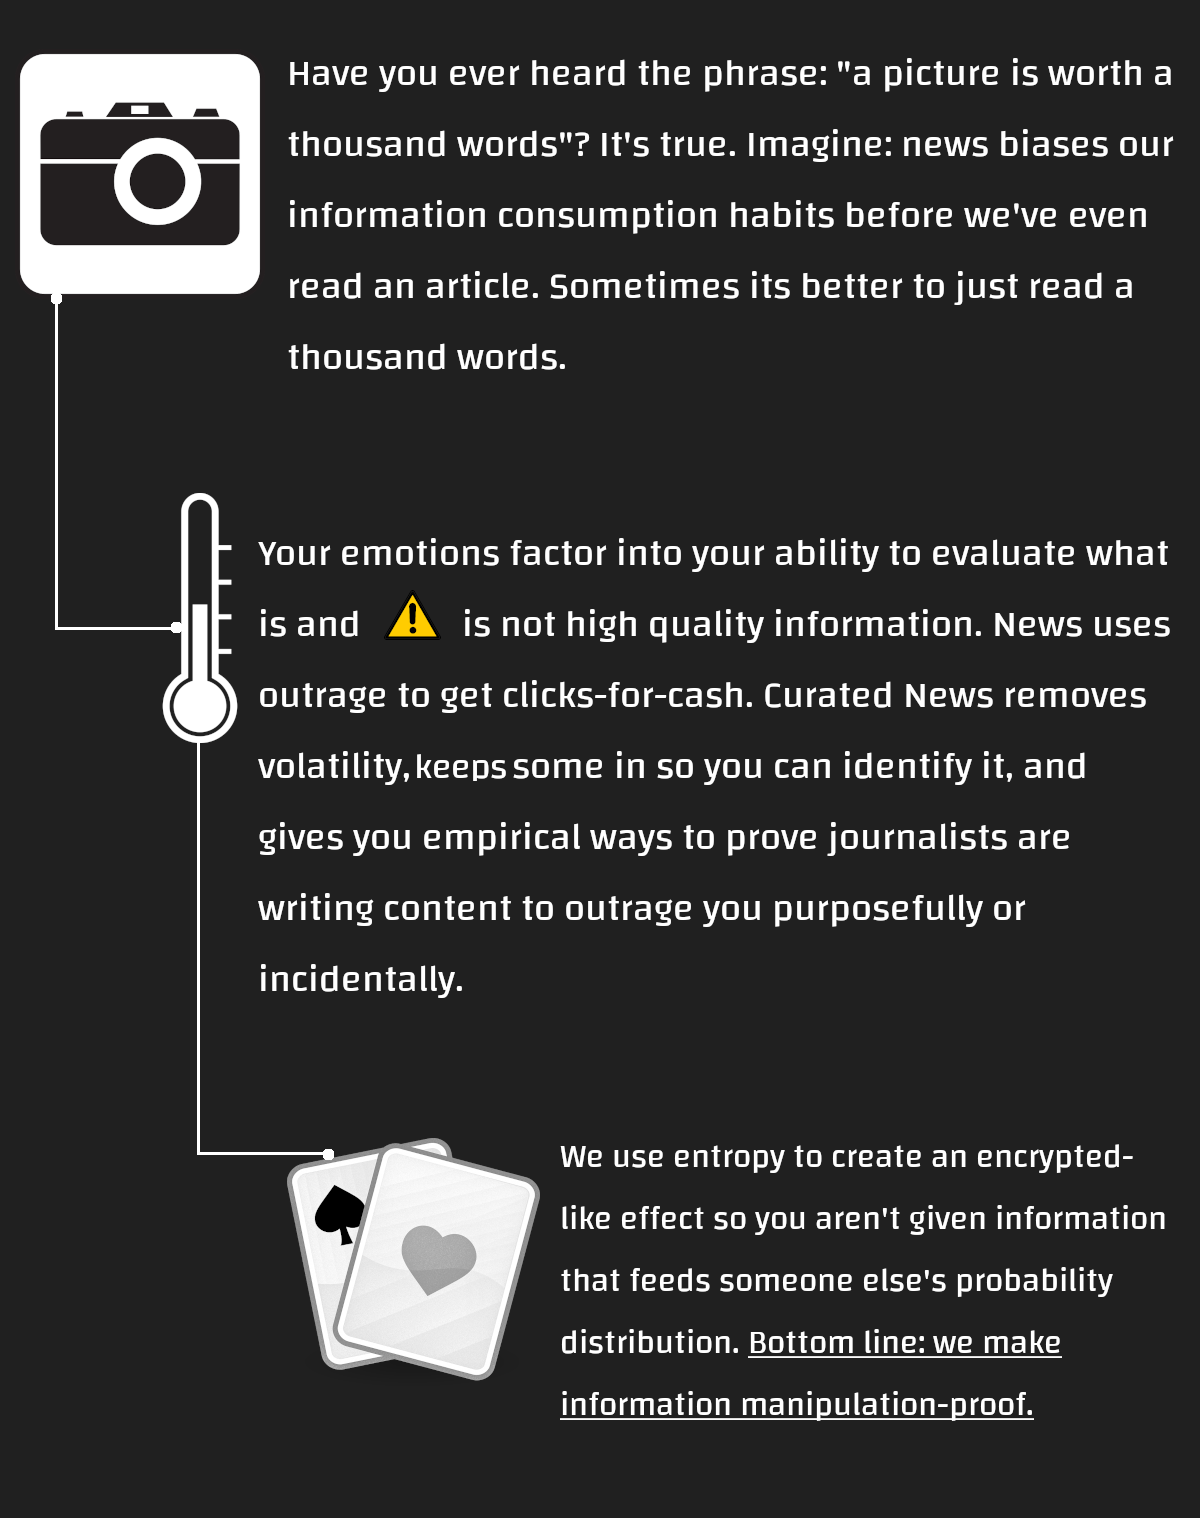 Have you ever heard the phrase: "a picture is worth a
thousand words"? It's true. Imagine: news biases our
information consumption habits before we've even
read an article. Sometimes its better to just read a
thousand words.
Your emotions factor into your ability to evaluate what
is and is not high quality information. News uses
outrage to get clicks-for-cash. Curated News removes
volatility, keeps some in so you can identify it, and
gives you empirical ways to prove journalists are
writing content to outrage you purposefully or
incidentally.
We use entropy to create an encrypted-
like effect so you aren't given information
that feeds someone else's probability
distribution. Bottom line: we make
information manipulation-proof.